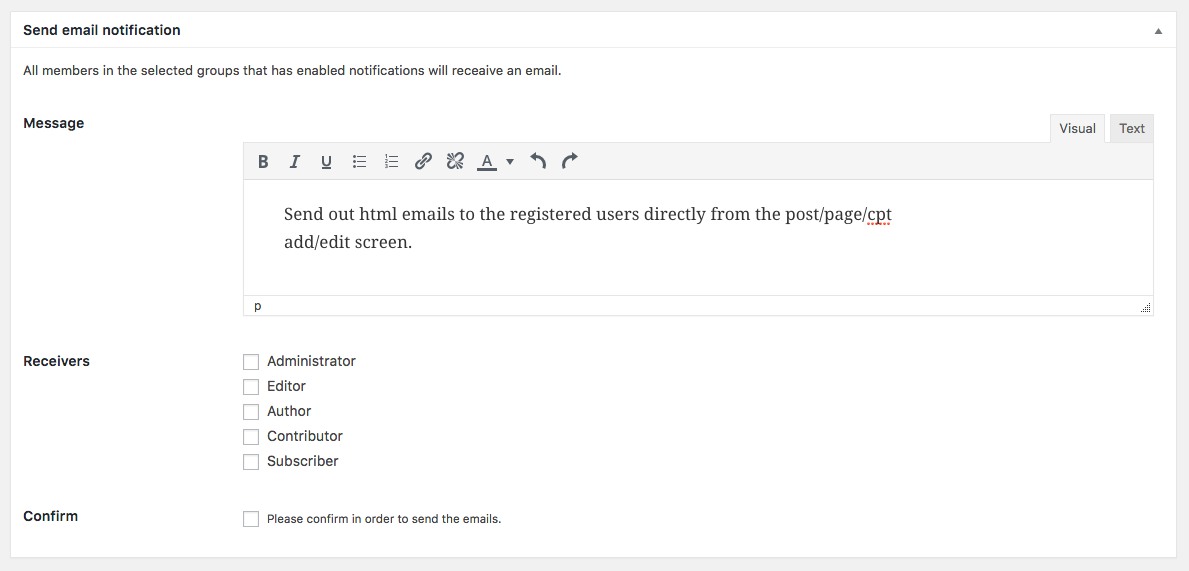 Send email notification
All members in the selected groups that has enabled notifications will receaive an email.
Message
Visual Text
B I U A
Send out html emails to the registered users directly from the post/page/cpt
add/edit screen.
p
Receivers
Administrator
Editor
Author
Contributor
Subscriber
Confirm
Please confirm in order to send the emails.